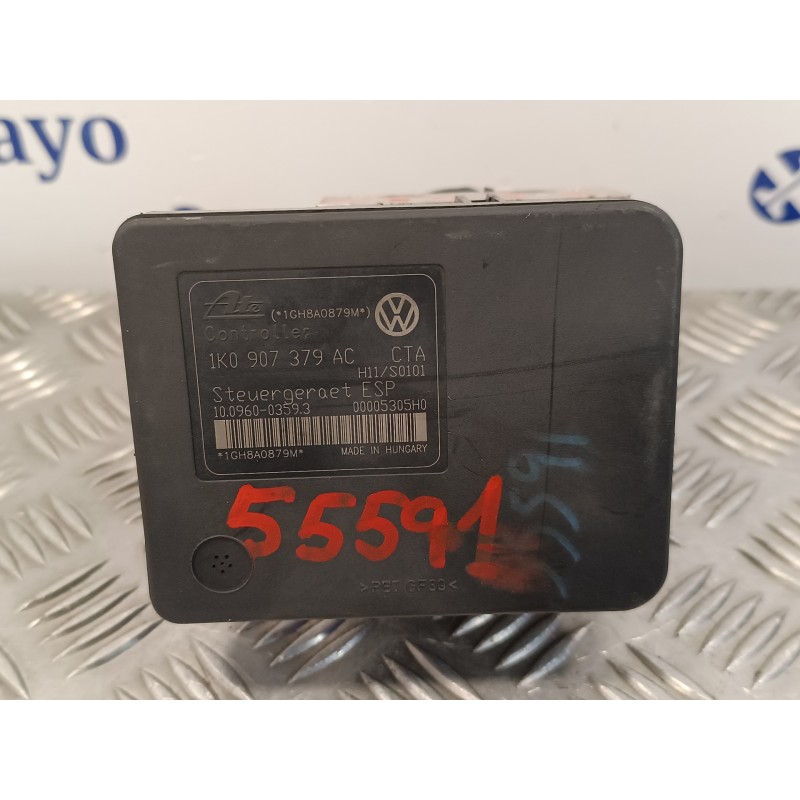 ayo
Ate (*1GH8A0879M*)
Controller
1K0 907 379 AC CTA
H11/S0101
Steuergeraet ESP
10.0960-0359.3 00005305H0
*1GH8A0879M* MADE IN HUNGARY
55591
55591